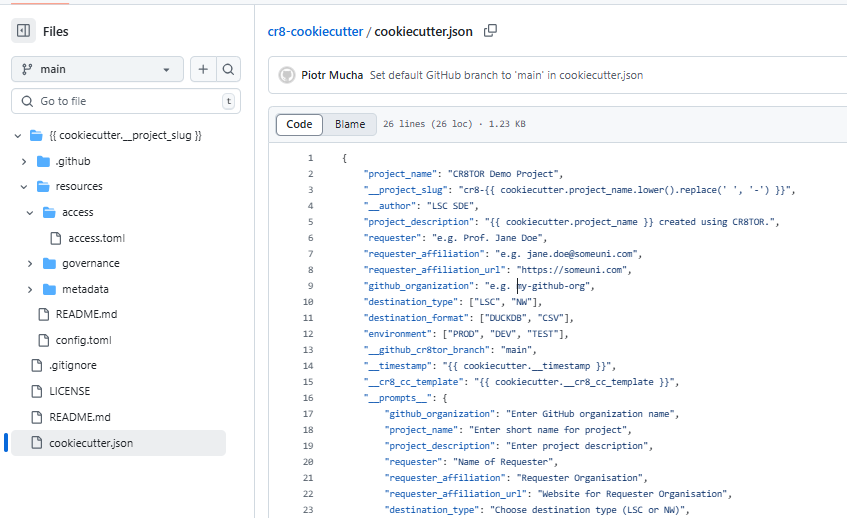 Files
main
Go to file
t
{{ cookiecutter.__project_slug }}
.github
resources
access
access.toml
governance
metadata
README.md
config.toml
.gitignore
LICENSE
README.md
cookiecutter.json
cr8-cookiecutter / cookiecutter.json
Piotr Mucha Set default GitHub branch to 'main' in cookiecutter.json
Code Blame 26 lines (26 loc) · 1.23 KB
1 {
2 "project_name": "CR8TOR Demo Project",
3 "__project_slug": "cr8-{{ cookiecutter.project_name.lower().replace(' ', '-') }}",
4 "__author": "LSC SDE",
5 "project_description": "{{ cookiecutter.project_name }} created using CR8TOR.",
6 "requester": "e.g. Prof. Jane Doe",
7 "requester_affiliation": "e.g. jane.doe@someuni.com",
8 "requester_affiliation_url": "https://someuni.com",
9 "github_organization": "e.g. my-github-org",
10 "destination_type": ["LSC", "NW"],
11 "destination_format": ["DUCKDB", "CSV"],
12 "environment": ["PROD", "DEV", "TEST"],
13 "__github_cr8tor_branch": "main",
14 "__timestamp": "{{ cookiecutter.__timestamp }}",
15 "__cr8_cc_template": "{{ cookiecutter.__cr8_cc_template }}",
16 "__prompts__": {
17 "github_organization": "Enter GitHub organization name",
18 "project_name": "Enter short name for project",
19 "project_description": "Enter project description",
20 "requester": "Name of Requester",
21 "requester_affiliation": "Requester Organisation",
22 "requester_affiliation_url": "Website for Requester Organisation",
23 "destination_type": "Choose destination type (LSC or NW)",